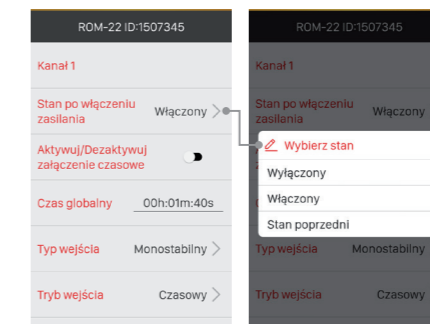 ROM-22 ID:1507345
Kanał 1
Stan po włączeniu
zasilania
Włączony
Aktywuj/Dezaktywuj
załączenie czasowe
Czas globalny
00h:01m:40s
Typ wejścia
Monostabilny
Tryb wejścia
Czasowy
ROM-22 ID:1507345
Kanał 1
Stan po włączeniu
zasilania
Włączony
Wybierz stan
Wyłączony
Włączony
Stan poprzedni
Typ wejścia
Monostabilny
Tryb wejścia
Czasowy